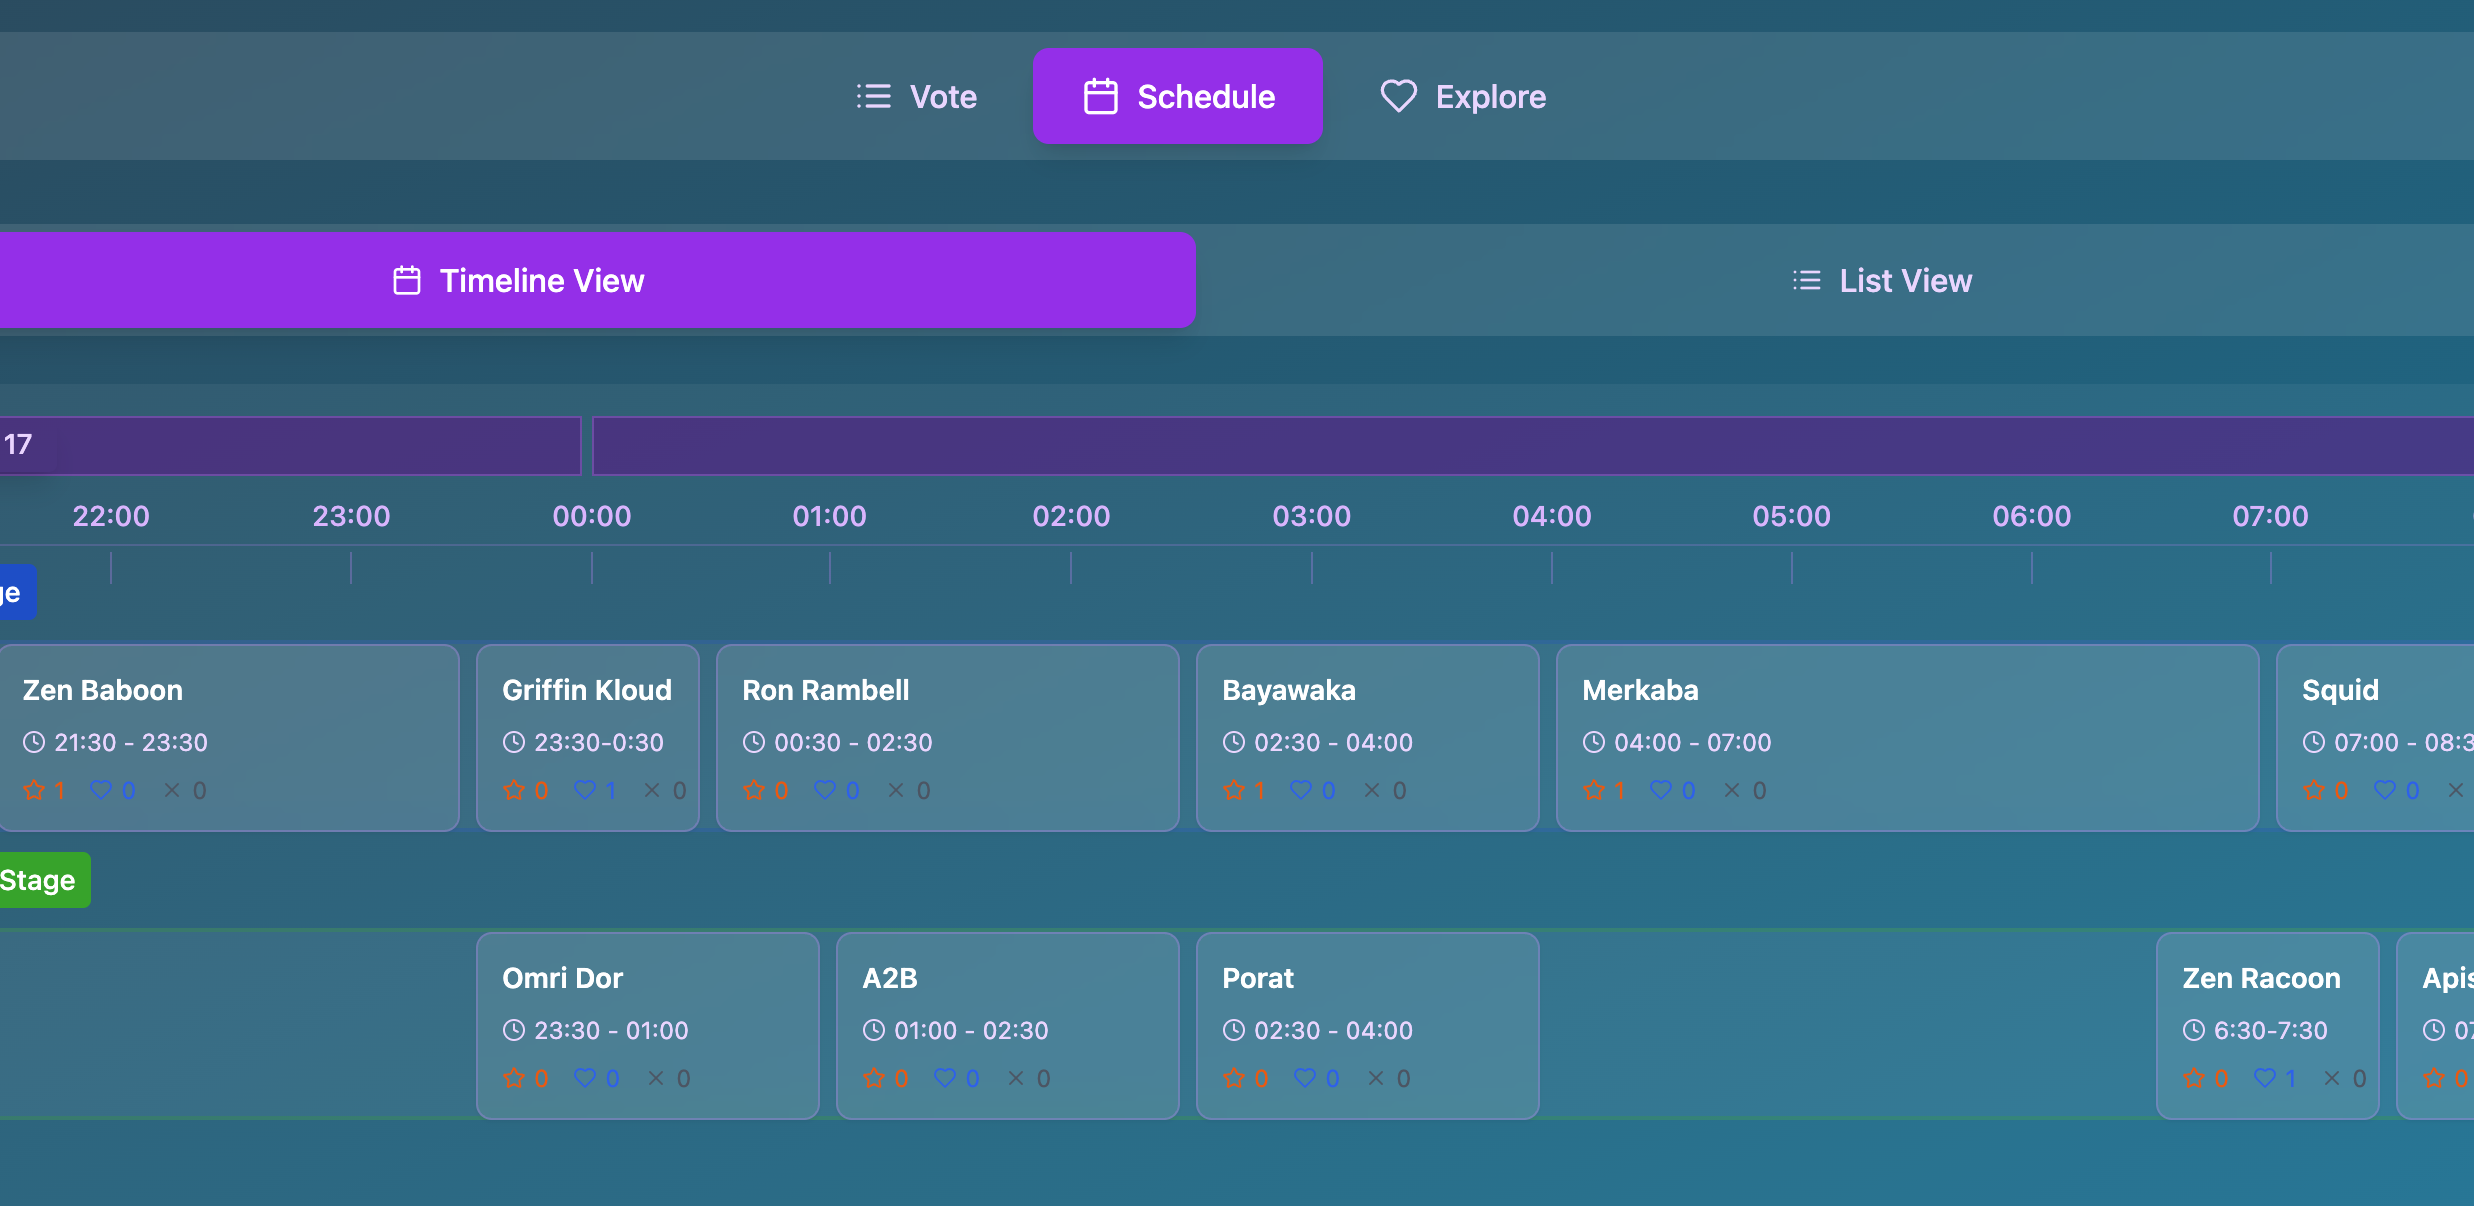 Vote
Schedule
Explore
Timeline View
List View
17
22:00
23:00
00:00
01:00
02:00
03:00
04:00
05:00
06:00
07:00
ge
Zen Baboon
21:30 - 23:30
1 0 0
Griffin Kloud
23:30-0:30
0 1 0
Ron Rambell
00:30 - 02:30
0 0 0
Bayawaka
02:30 - 04:00
1 0 0
Merkaba
04:00 - 07:00
1 0 0
Squid
07:00 - 08:3
0 0
Stage
Omri Dor
23:30 - 01:00
0 0 0
A2B
01:00 - 02:30
0 0 0
Porat
02:30 - 04:00
0 0 0
Zen Racoon
6:30-7:30
0 1 0
Apis
07
0